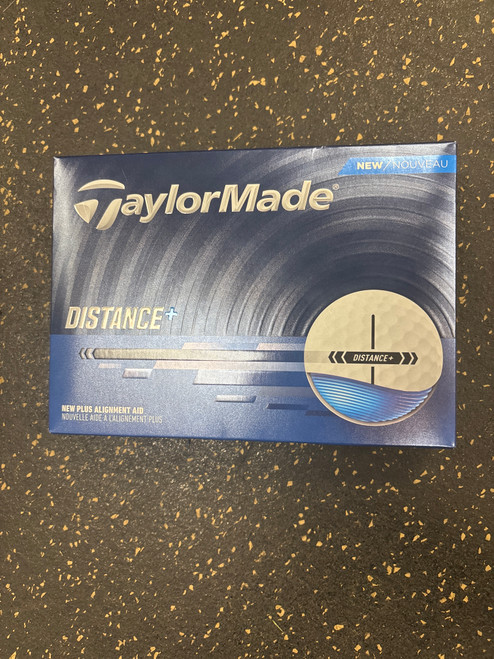 NEW / NOUVEAU
TaylorMade®
DISTANCE+
DISTANCE+
NEW PLUS ALIGNMENT AID
NOUVELLE AIDE À L'ALIGNEMENT PLUS